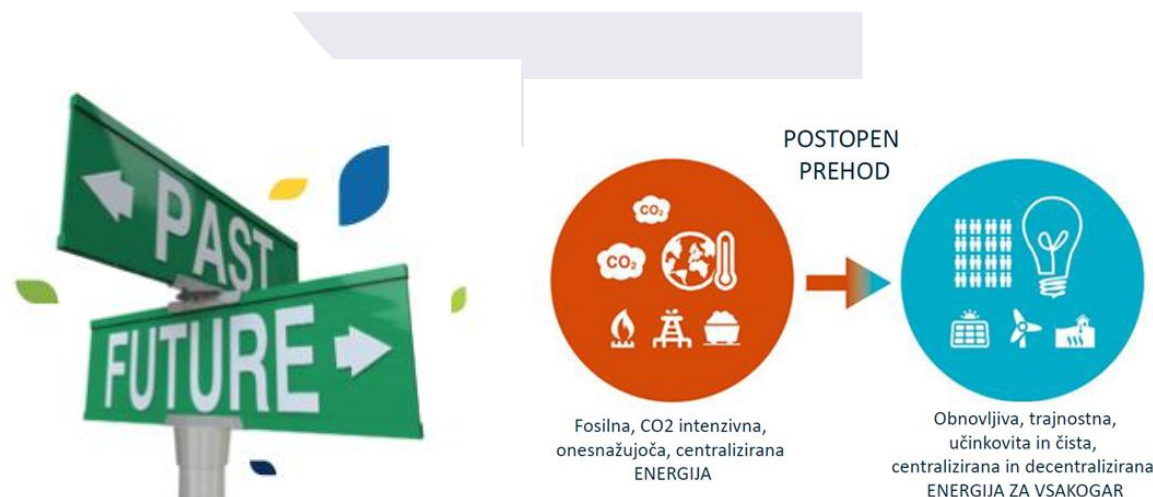 PAST
FUTURE
POSTOPEN
PREHOD
CO₂
CO₂
Fosilna, CO2 intenzivna,
onesnažujoča, centralizirana
ENERGIJA
Obnovljiva, trajnostna,
učinkovita in čista,
centralizirana in decentralizirana
ENERGIJA ZA VSAKOGAR